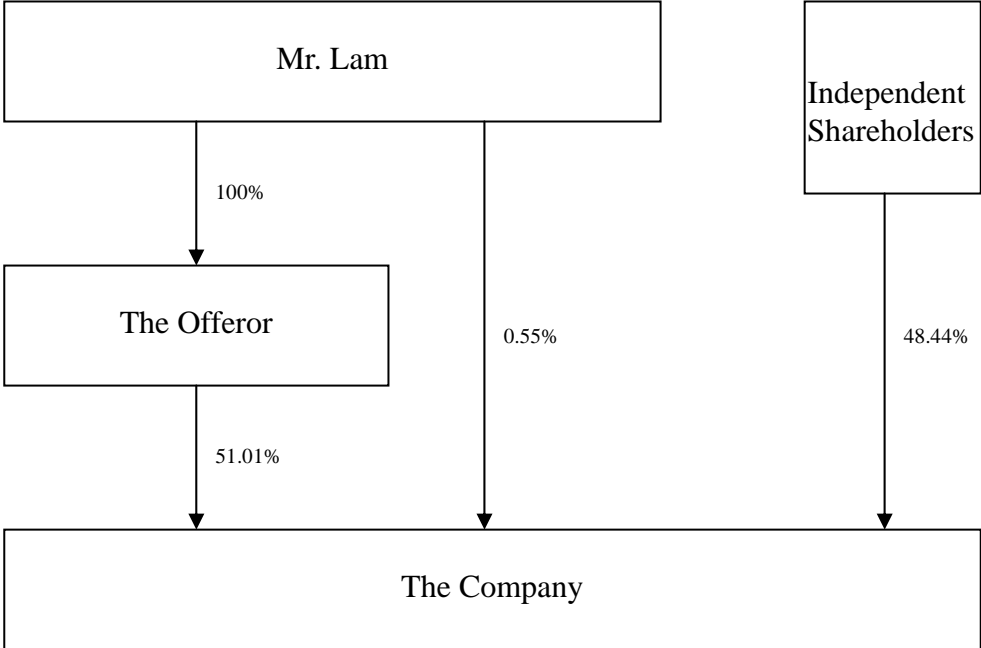 Mr. Lam
Independent
Shareholders
100%
The Offeror
0.55%
48.44%
51.01%
The Company